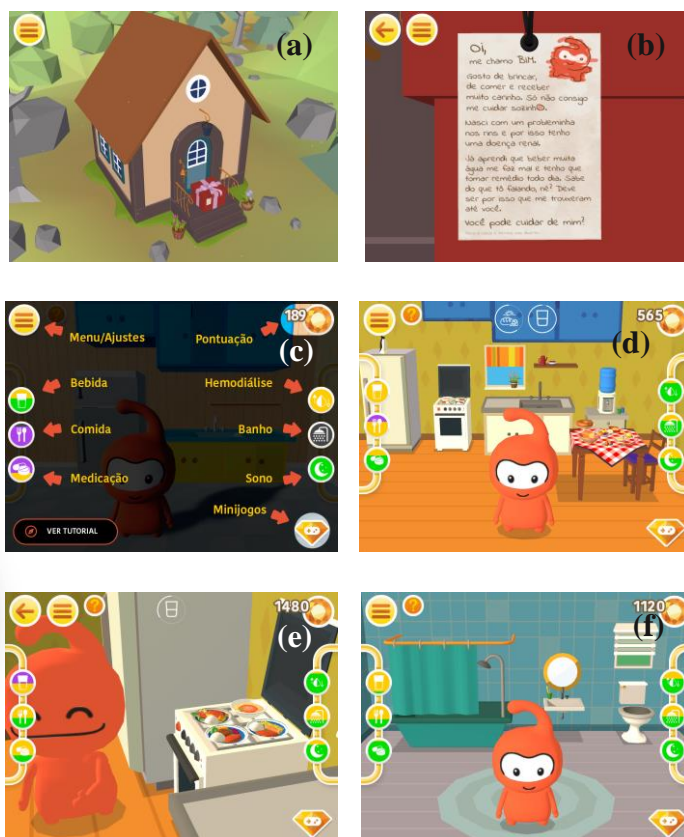 (a)
(b)
Oi,
me chamo BIM.
Gosto de brincar,
de comer e receber
muito carinho. Só não consigo
me cuidar sozinho.
Nasci com um probleminha
nos rins e por isso tenho
uma doença renal.
Já aprendi que beber muita
água me faz mal e tenho que
tomar remédio todo dia. Sabe
do que tô falando, né? Deve
ser por isso que me trouxeram
até você.
Você pode cuidar de mim?
189
Menu/Ajustes
Pontuação
(c)
Bebida
Hemodiálise
Comida
Banho
Medicação
Sono
Minijogos
VER TUTORIAL
565
(d)
1480
(e)
1120
(f)